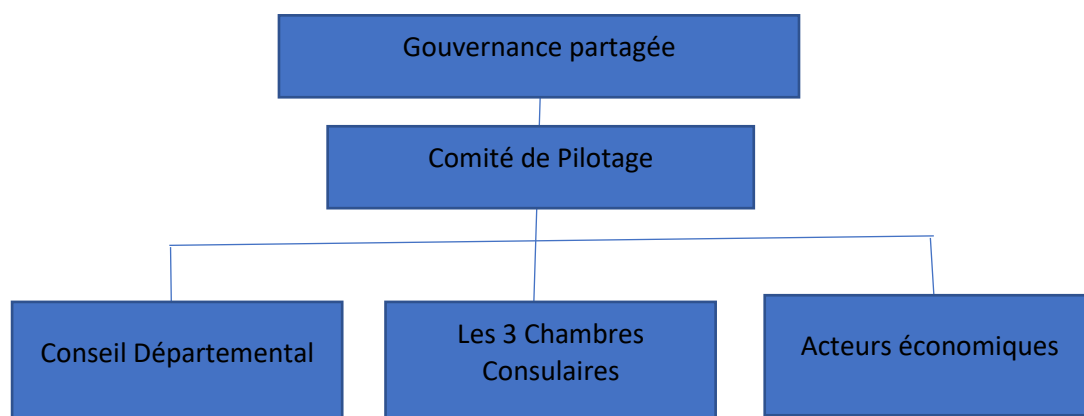 Gouvernance partagée
Comité de Pilotage
Conseil Départemental
Les 3 Chambres
Consulaires
Acteurs économiques